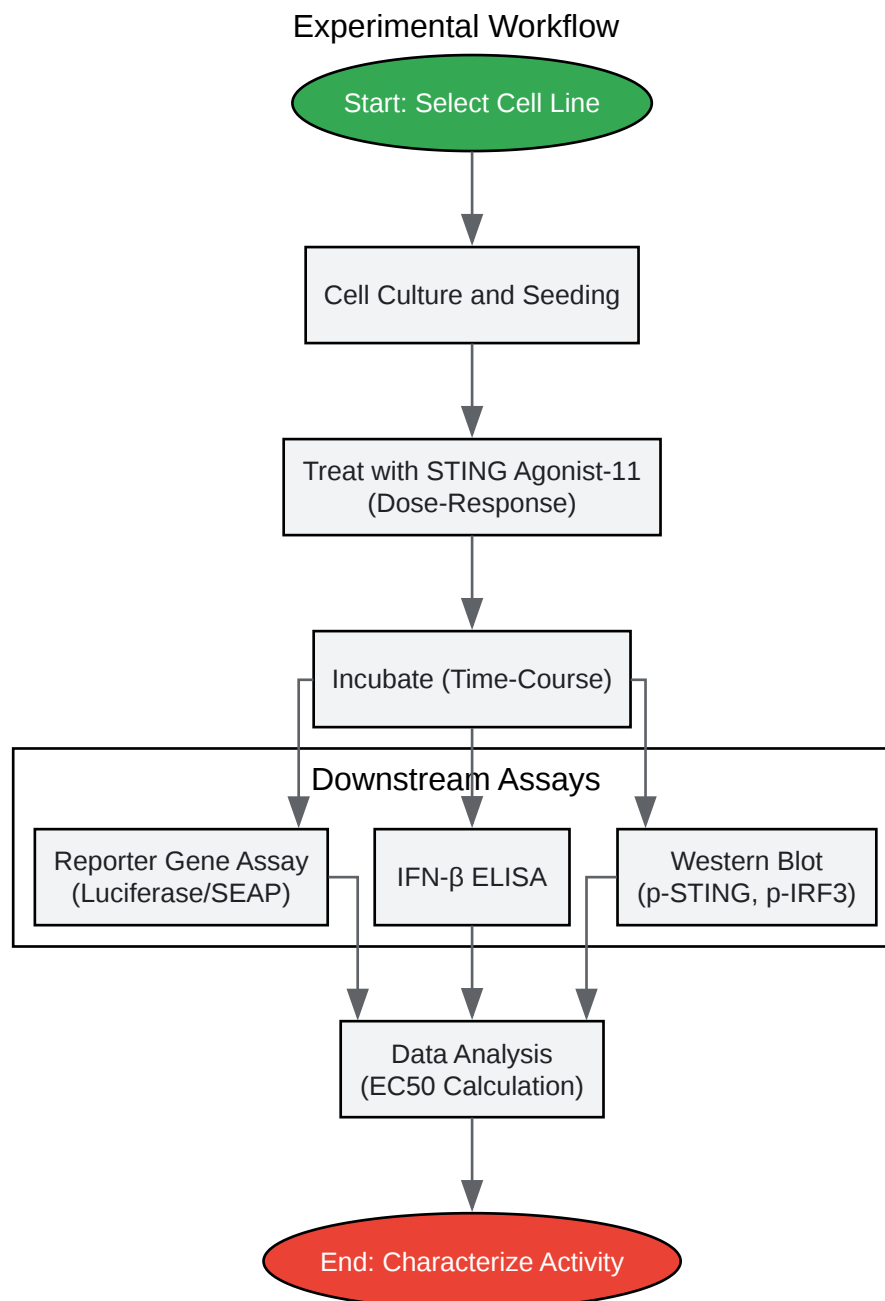 Experimental Workflow
Start: Select Cell Line
Cell Culture and Seeding
Treat with STING Agonist-11
(Dose-Response)
Incubate (Time-Course)
Downstream Assays
Reporter Gene Assay
(Luciferase/SEAP)
IFN-β ELISA
Western Blot
(p-STING, p-IRF3)
Data Analysis
(EC50 Calculation)
End: Characterize Activity